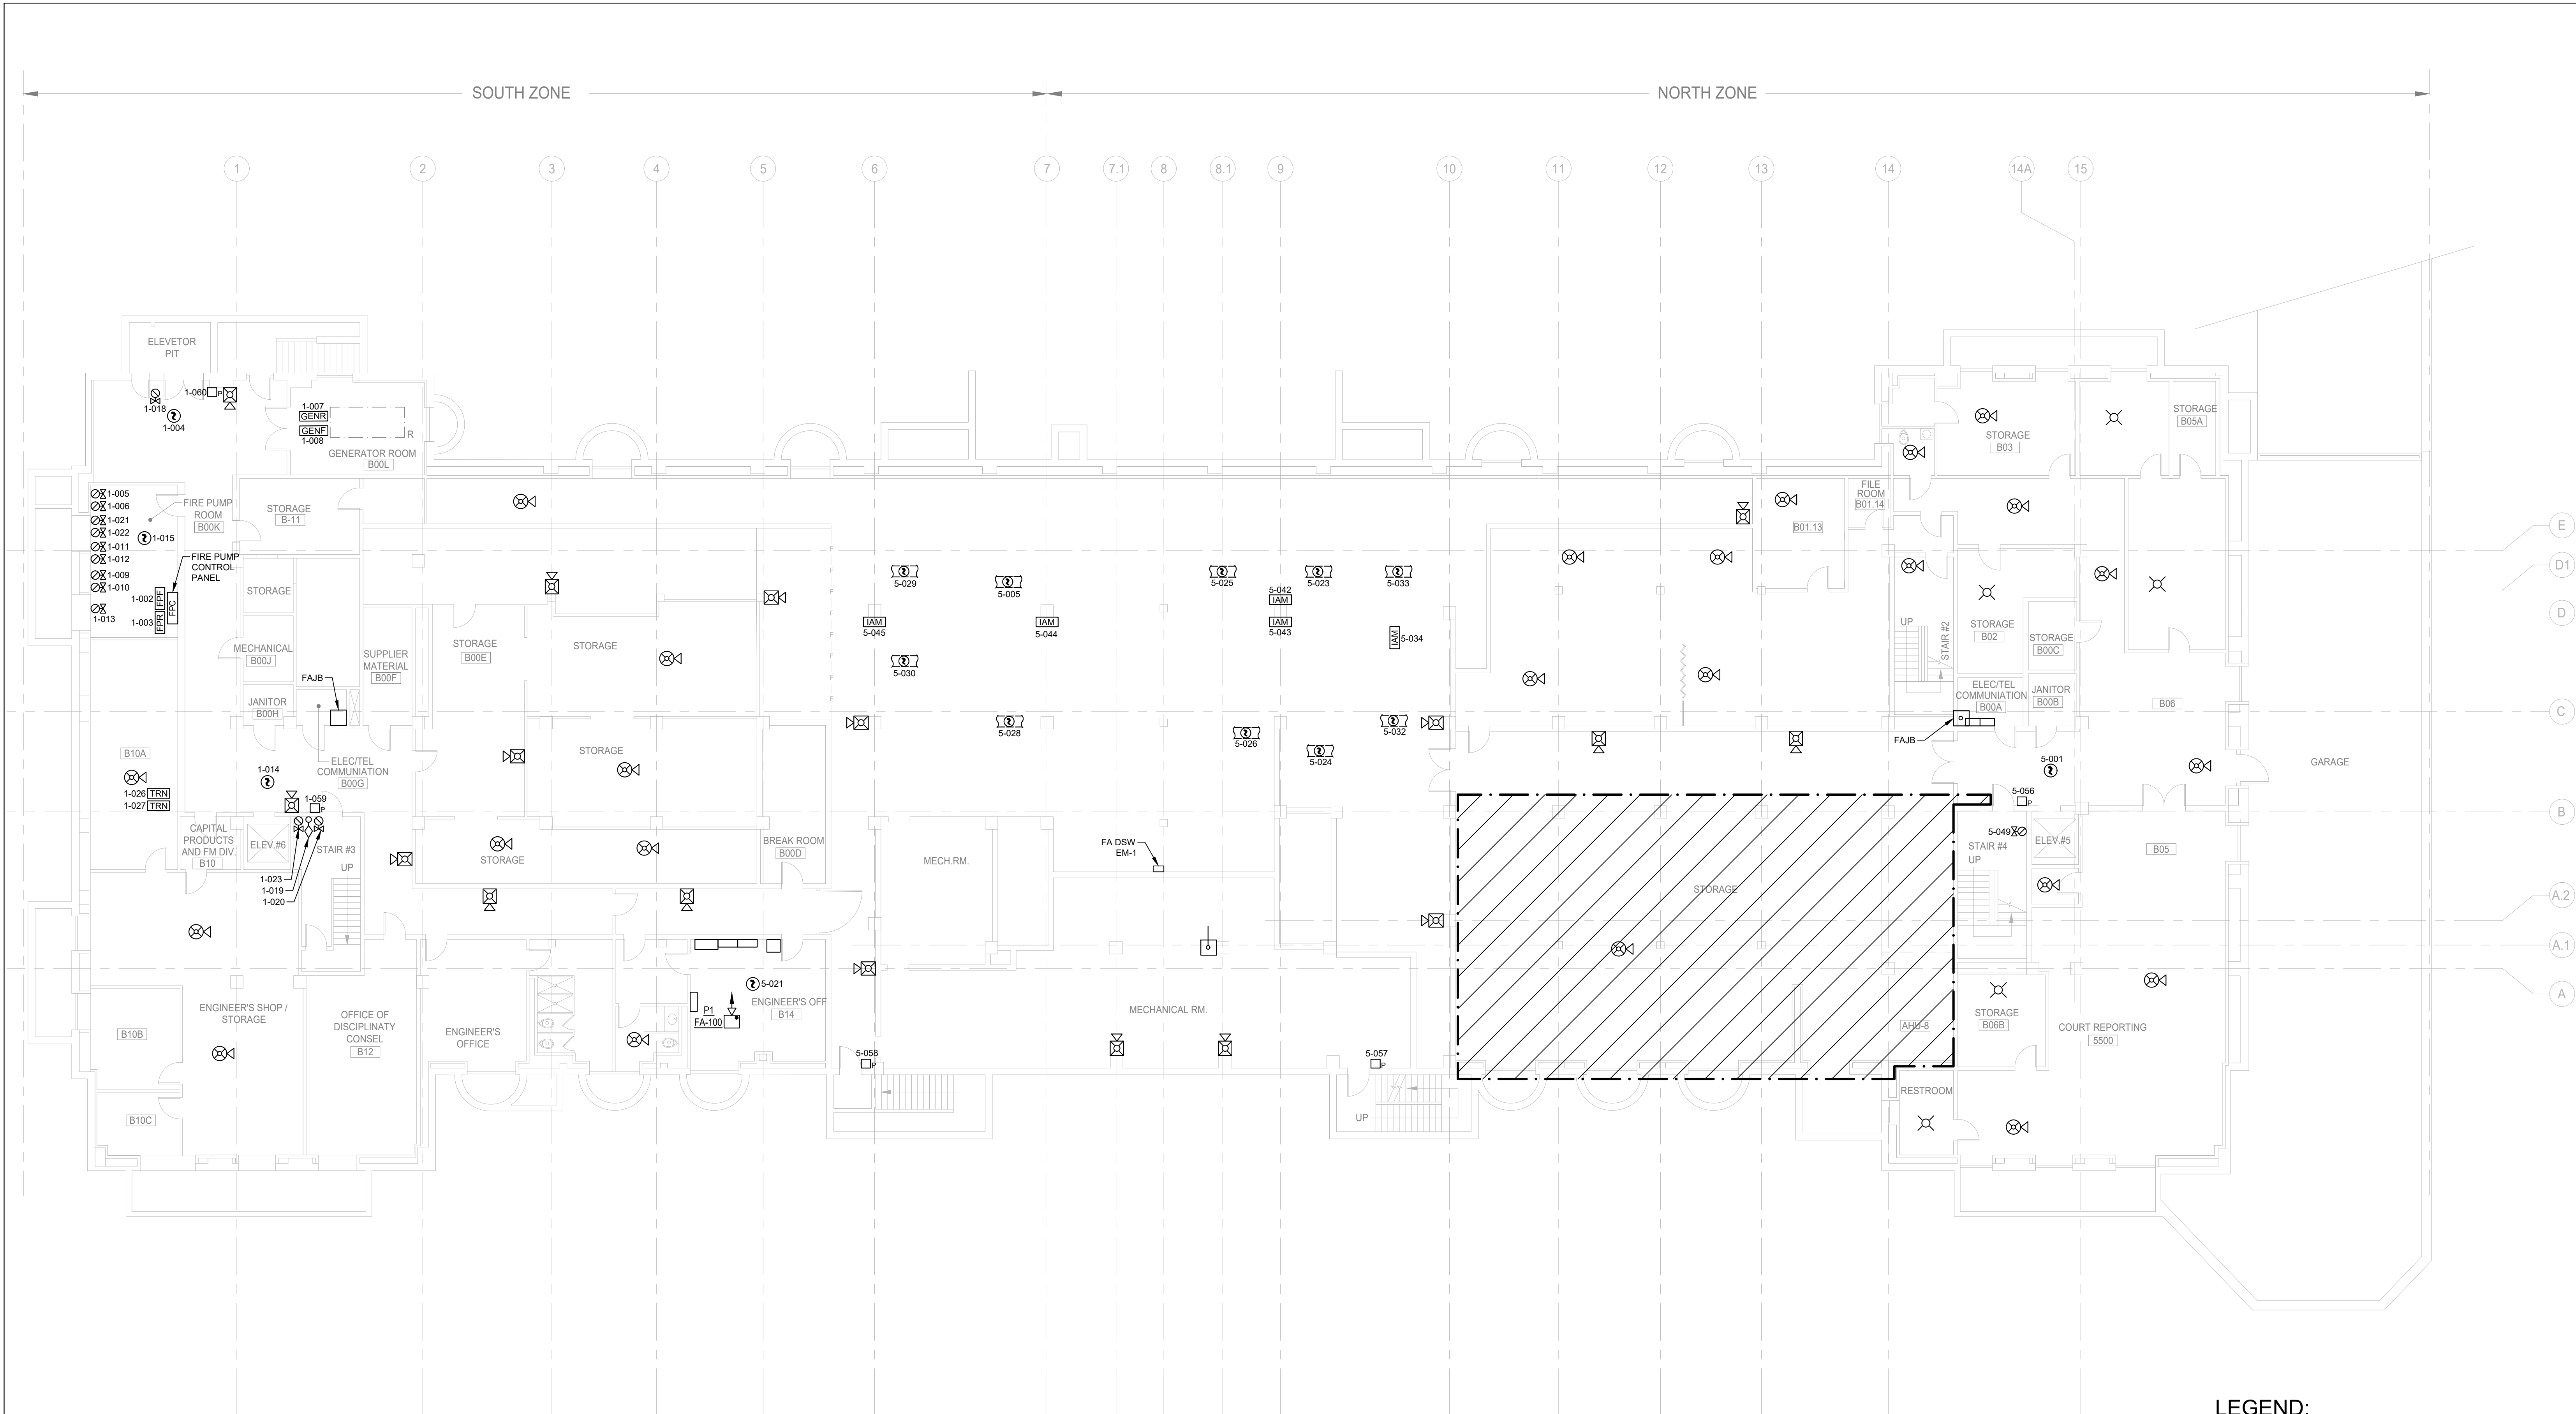 SOUTH ZONE
NORTH ZONE
1
2
3
4
5
6
7
7.1
8
8.1
9
10
11
12
13
14
14A
15
E
D1
D
C
B
A.2
A.1
A
ELEVETOR
PIT
1-018
1-004
1-060
P
1-007
GENR
GENF
1-008
R
GENERATOR ROOM
B00L
1-005
1-006
1-021
1-022
1-011
1-012
1-009
1-010
1-013
1-015
FIRE PUMP
ROOM
B00K
FIRE PUMP
CONTROL
PANEL
1-002
FPF
FPC
1-003
FPR
STORAGE
B-11
STORAGE
MECHANICAL
B00J
JANITOR
B00H
FAJB
SUPPLIER
MATERIAL
B00F
STORAGE
B00E
STORAGE
STORAGE
STORAGE
B10A
1-026
TRN
1-027
TRN
1-014
ELEC/TEL
COMMUNIATION
B00G
1-059
P
CAPITAL
PRODUCTS
AND FM DIV.
B10
ELEV.#6
STAIR #3
UP
1-023
1-019
1-020
BREAK ROOM
B00D
ENGINEER'S SHOP /
STORAGE
B10B
B10C
OFFICE OF
DISCIPLINATY
CONSEL
B12
ENGINEER'S
OFFICE
5-021
ENGINEER'S OFF
B14
P1
FA-100
5-029
5-005
5-025
5-023
5-033
5-042
IAM
IAM
5-045
IAM
5-044
IAM
5-043
IAM
5-034
5-030
5-028
5-026
5-024
5-032
MECH.RM.
FA DSW
EM-1
MECHANICAL RM.
5-058
P
5-057
P
UP
B01.13
FILE
ROOM
B01.14
STORAGE
B03
STORAGE
B05A
UP
STAIR #2
STORAGE
B02
STORAGE
B00C
ELEC/TEL
COMMUNIATION
B00A
JANITOR
B00B
B06
FAJB
5-001
5-056
P
5-049
STAIR #4
UP
ELEV.#5
B05
GARAGE
STORAGE
AHU-8
STORAGE
B06B
COURT REPORTING
5500
RESTROOM
LEGEND: